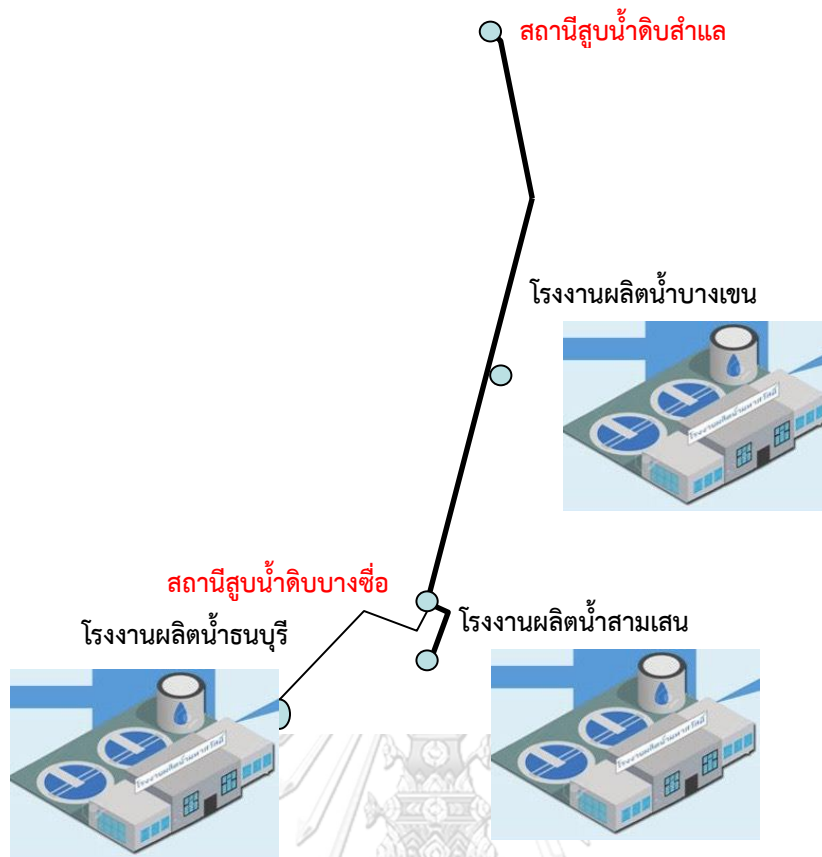 สถานีสูบน้ำดิบสำแล
โรงงานผลิตน้ำบางเขน
สถานีสูบน้ำดิบบางซื่อ
โรงงานผลิตน้ำสามเสน
โรงงานผลิตน้ำธนบุรี